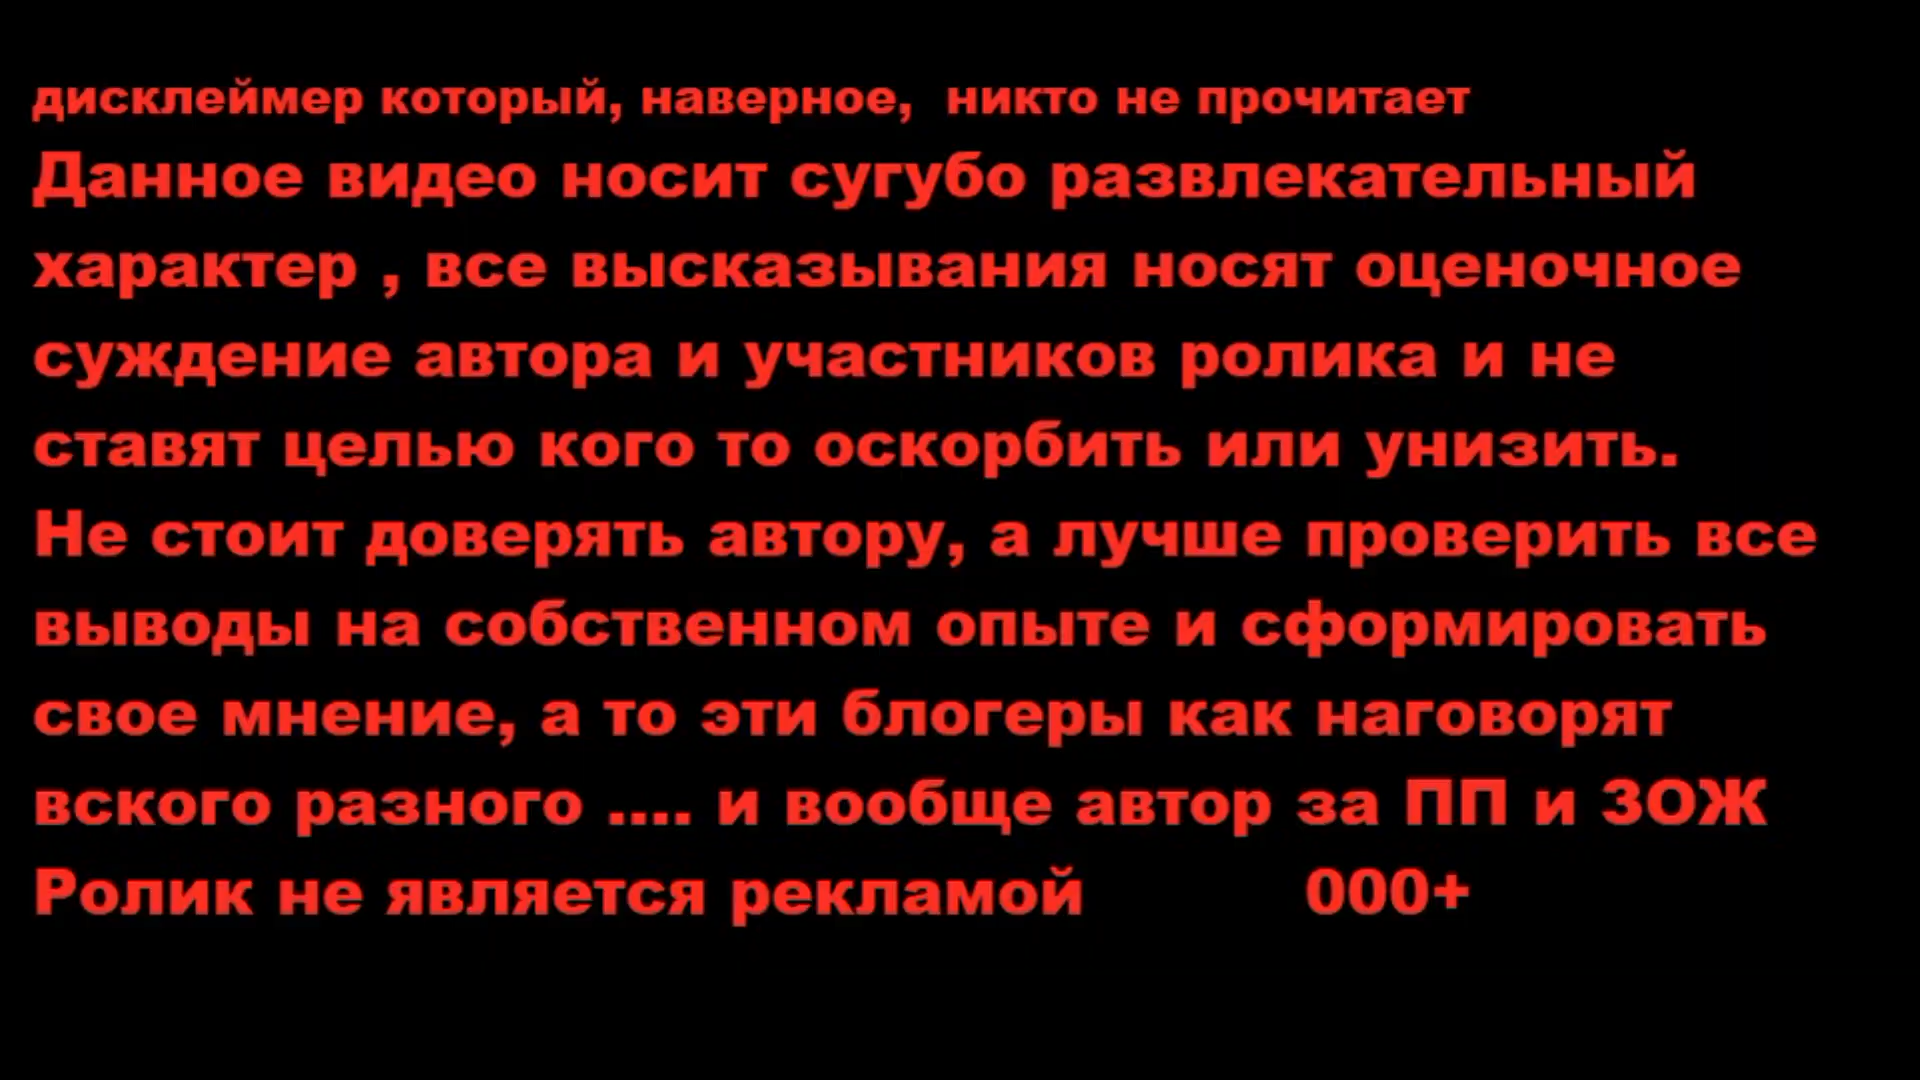 дисклеймер который, наверное, никто не прочитает
Данное видео носит сугубо развлекательный
характер , все высказывания носят оценочное
суждение автора и участников ролика и не
ставят целью кого то оскорбить или унизить.
Не стоит доверять автору, а лучше проверить все
выводы на собственном опыте и сформировать
свое мнение, а то эти блогеры как наговорят
вского разного .... и вообще автор за ПП и ЗОЖ
Ролик не является рекламой 000+